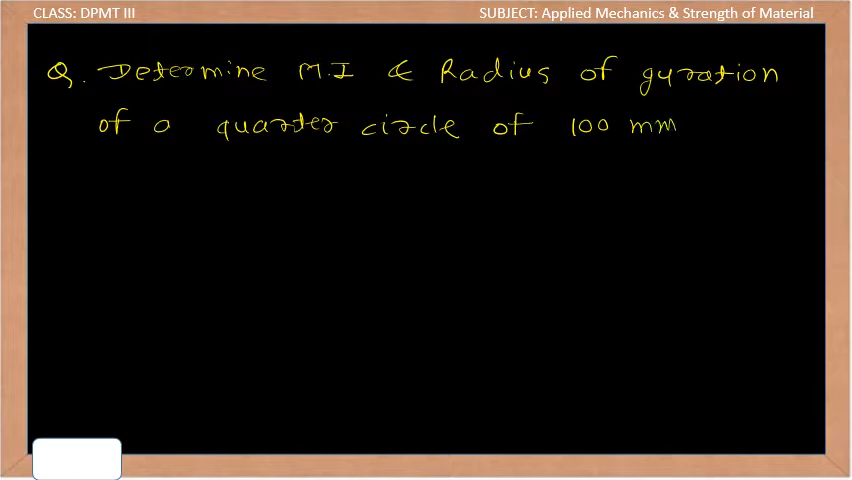 CLASS: DPMT III
SUBJECT: Applied Mechanics & Strength of Material
Q. Determine M.I & Radius of gyration
of a quarter circle of 100 mm